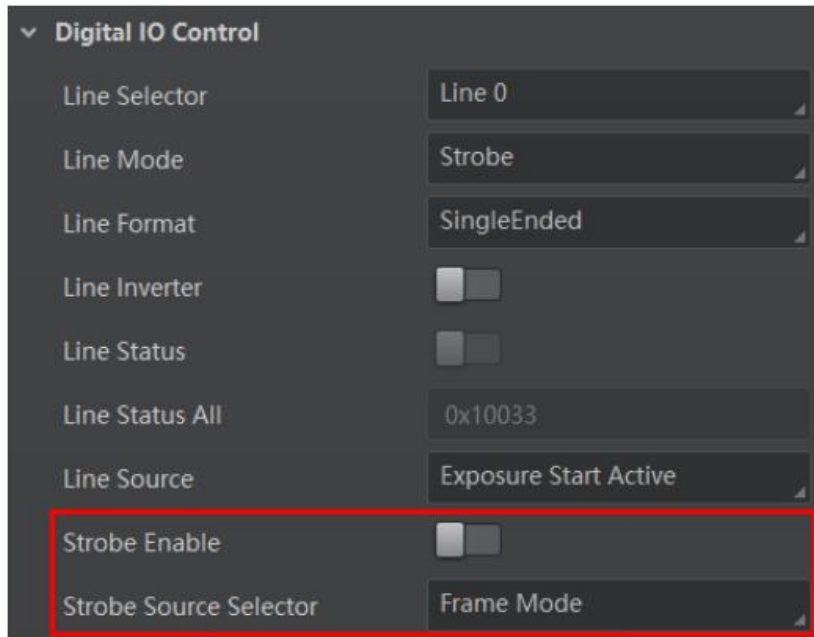 Digital IO Control
Line Selector Line 0
Line Mode Strobe
Line Format SingleEnded
Line Inverter
Line Status
Line Status All 0x10033
Line Source Exposure Start Active
Strobe Enable
Strobe Source Selector Frame Mode